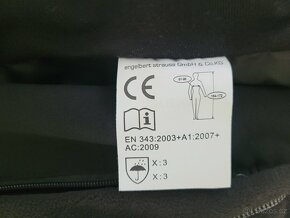 engelbert strauss GmbH & Co.KG
CE
EN 343:2003+A1:2007+
AC:2009
X : 3
X : 3